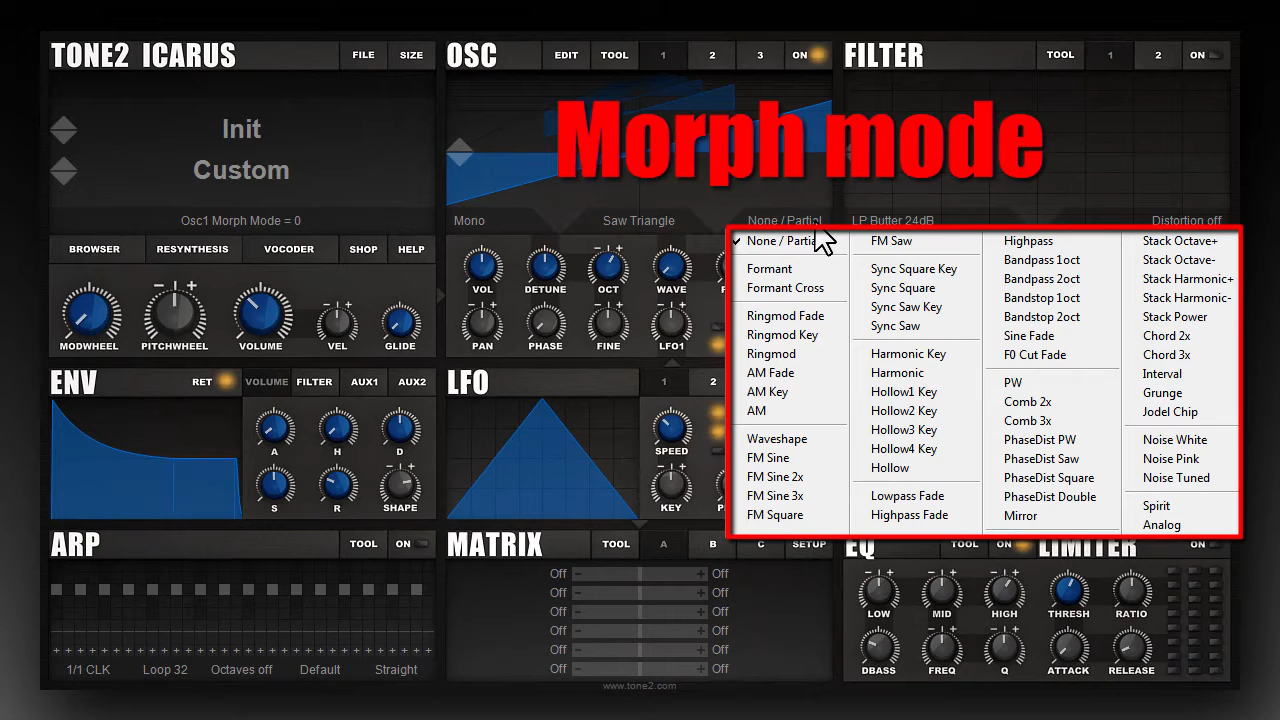 TONE2 ICARUS
FILE
SIZE
Init
Custom
Osc1 Morph Mode = 0
BROWSER
RESYNTHESIS
VOCODER
SHOP
HELP
MODWHEEL
PITCHWHEEL
VOLUME
VEL
GLIDE
OSC
EDIT
TOOL
1
2
3
ON
Morph mode
Mono
Saw Triangle
None / Partial
VOL
DETUNE
OCT
WAVE
PAN
PHASE
FINE
LFO1
FILTER
TOOL
1
2
ON
LP Butter 24dB
Distortion off
None / Partial
Formant
Formant Cross
Ringmod Fade
Ringmod Key
Ringmod
AM Fade
AM Key
AM
Waveshape
FM Sine
FM Sine 2x
FM Sine 3x
FM Square
FM Saw
Sync Square Key
Sync Square
Sync Saw Key
Sync Saw
Harmonic Key
Harmonic
Hollow1 Key
Hollow2 Key
Hollow3 Key
Hollow4 Key
Hollow
Lowpass Fade
Highpass Fade
Highpass
Bandpass 1oct
Bandpass 2oct
Bandstop 1oct
Bandstop 2oct
Sine Fade
F0 Cut Fade
PW
Comb 2x
Comb 3x
PhaseDist PW
PhaseDist Saw
PhaseDist Square
PhaseDist Double
Mirror
Stack Octave+
Stack Octave-
Stack Harmonic+
Stack Harmonic-
Stack Power
Chord 2x
Chord 3x
Interval
Grunge
Jodel Chip
Noise White
Noise Pink
Noise Tuned
Spirit
Analog
ENV
RET
VOLUME
FILTER
AUX1
AUX2
A
H
D
S
R
SHAPE
LFO
1
2
SPEED
KEY
ARP
TOOL
ON
1/1 CLK
Loop 32
Octaves off
Default
Straight
MATRIX
TOOL
A
B
C
SETUP
Off - + Off
Off - + Off
Off - + Off
Off - + Off
Off - + Off
Off - + Off
EQ
TOOL
ON
LIMITER
ON
LOW
MID
HIGH
THRESH
RATIO
DBASS
FREQ
Q
ATTACK
RELEASE
www.tone2.com